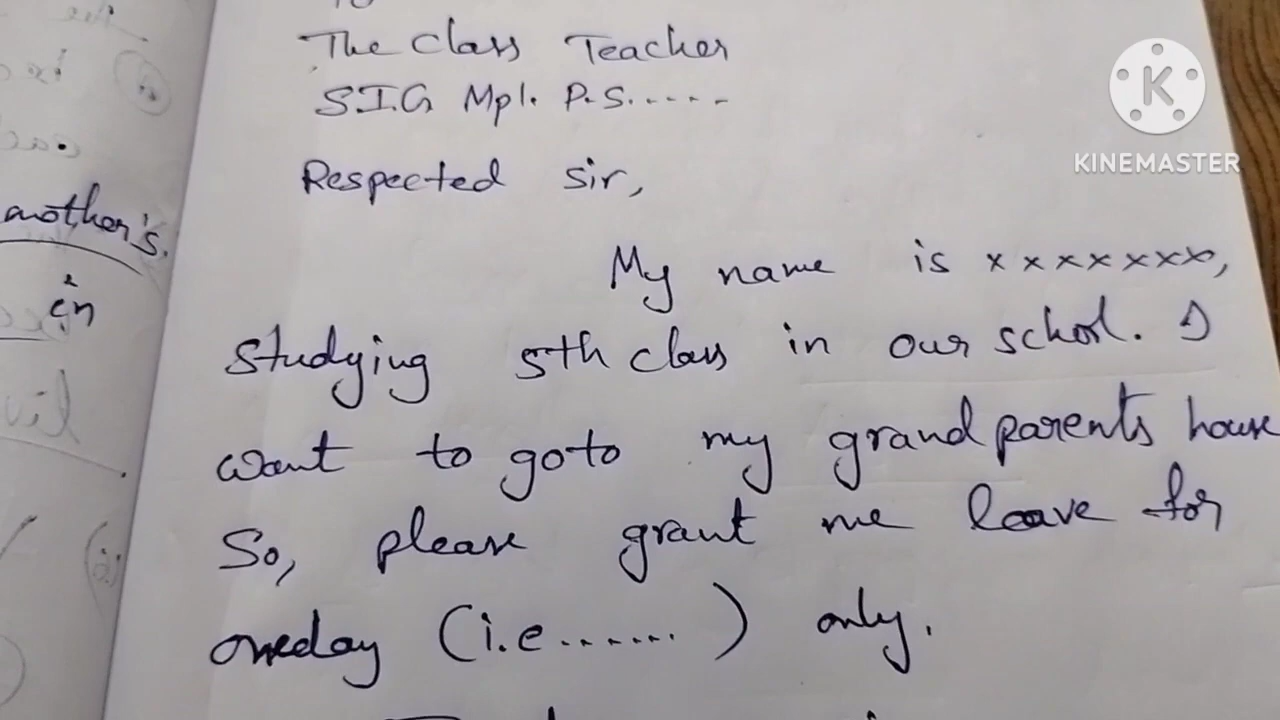 To
The Class Teacher
S.I.G Mpl. P.S.....
Respected Sir,
My name is xxxxxxx,
studying 5th class in our school. I
want to goto my grandparents house
So, please grant me leave for
oneday (i.e.......) only.
another's.
in
KINEMASTER